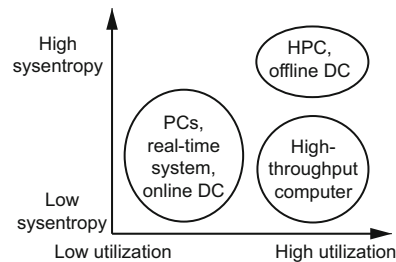 High
sysentropy
HPC,
offline DC
PCs,
real-time
system,
online DC
High-
throughput
computer
Low
sysentropy
Low utilization
High utilization